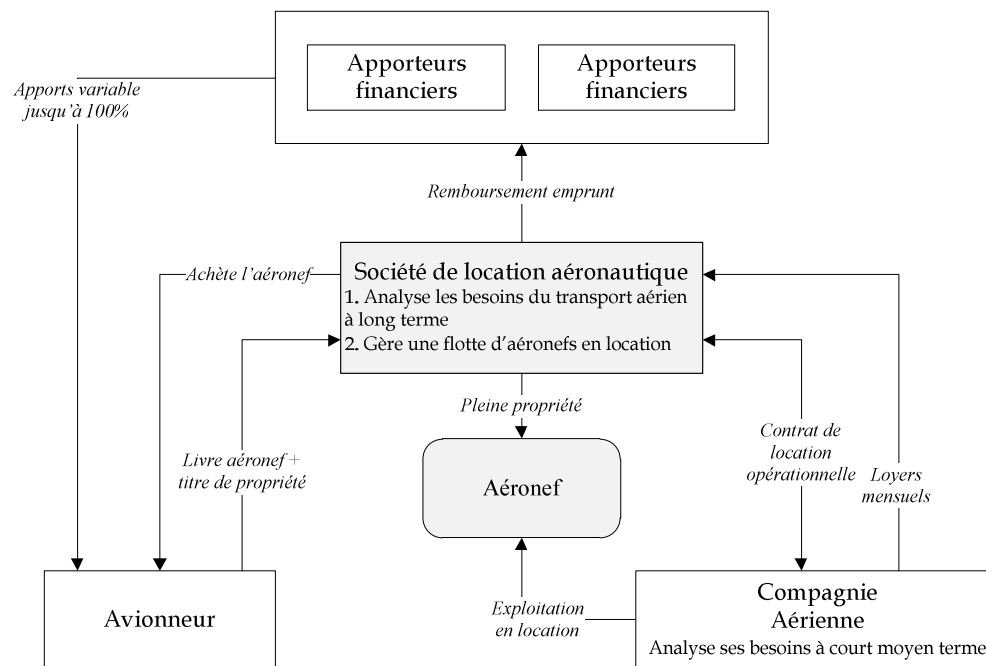 Apporteurs
financiers
Apporteurs
financiers
Apports variable
jusqu'à 100%
Remboursement emprunt
Achète l'aéronef
Société de location aéronautique
1. Analyse les besoins du transport aérien
à long terme
2. Gère une flotte d'aéronefs en location
Pleine propriété
Livre aéronef +
titre de propriété
Contrat de
location
opérationnelle
Loyers
mensuels
Aéronef
Avionneur
Exploitation
en location
Compagnie
Aérienne
Analyse ses besoins à court moyen terme